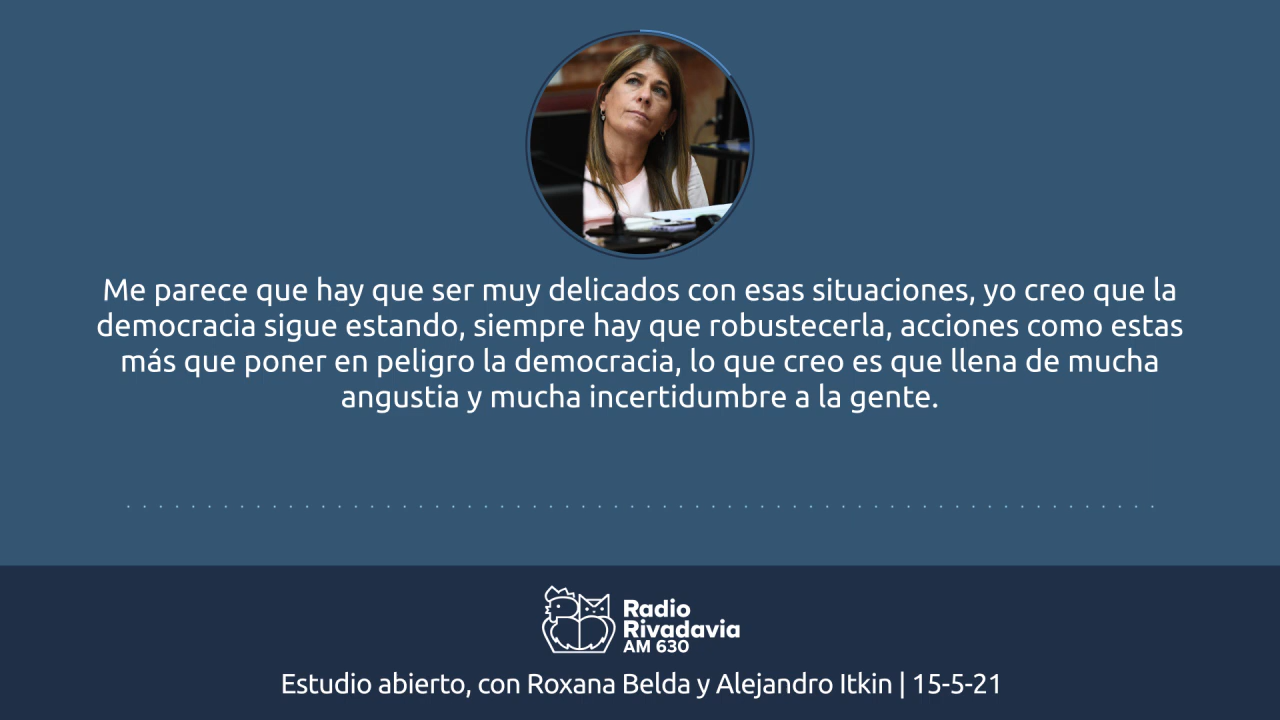 Me parece que hay que ser muy delicados con esas situaciones, yo creo que la
democracia sigue estando, siempre hay que robustecerla, acciones como estas
más que poner en peligro la democracia, lo que creo es que llena de mucha
angustia y mucha incertidumbre a la gente.
Radio
Rivadavia
AM 630
Estudio abierto, con Roxana Belda y Alejandro Itkin | 15-5-21